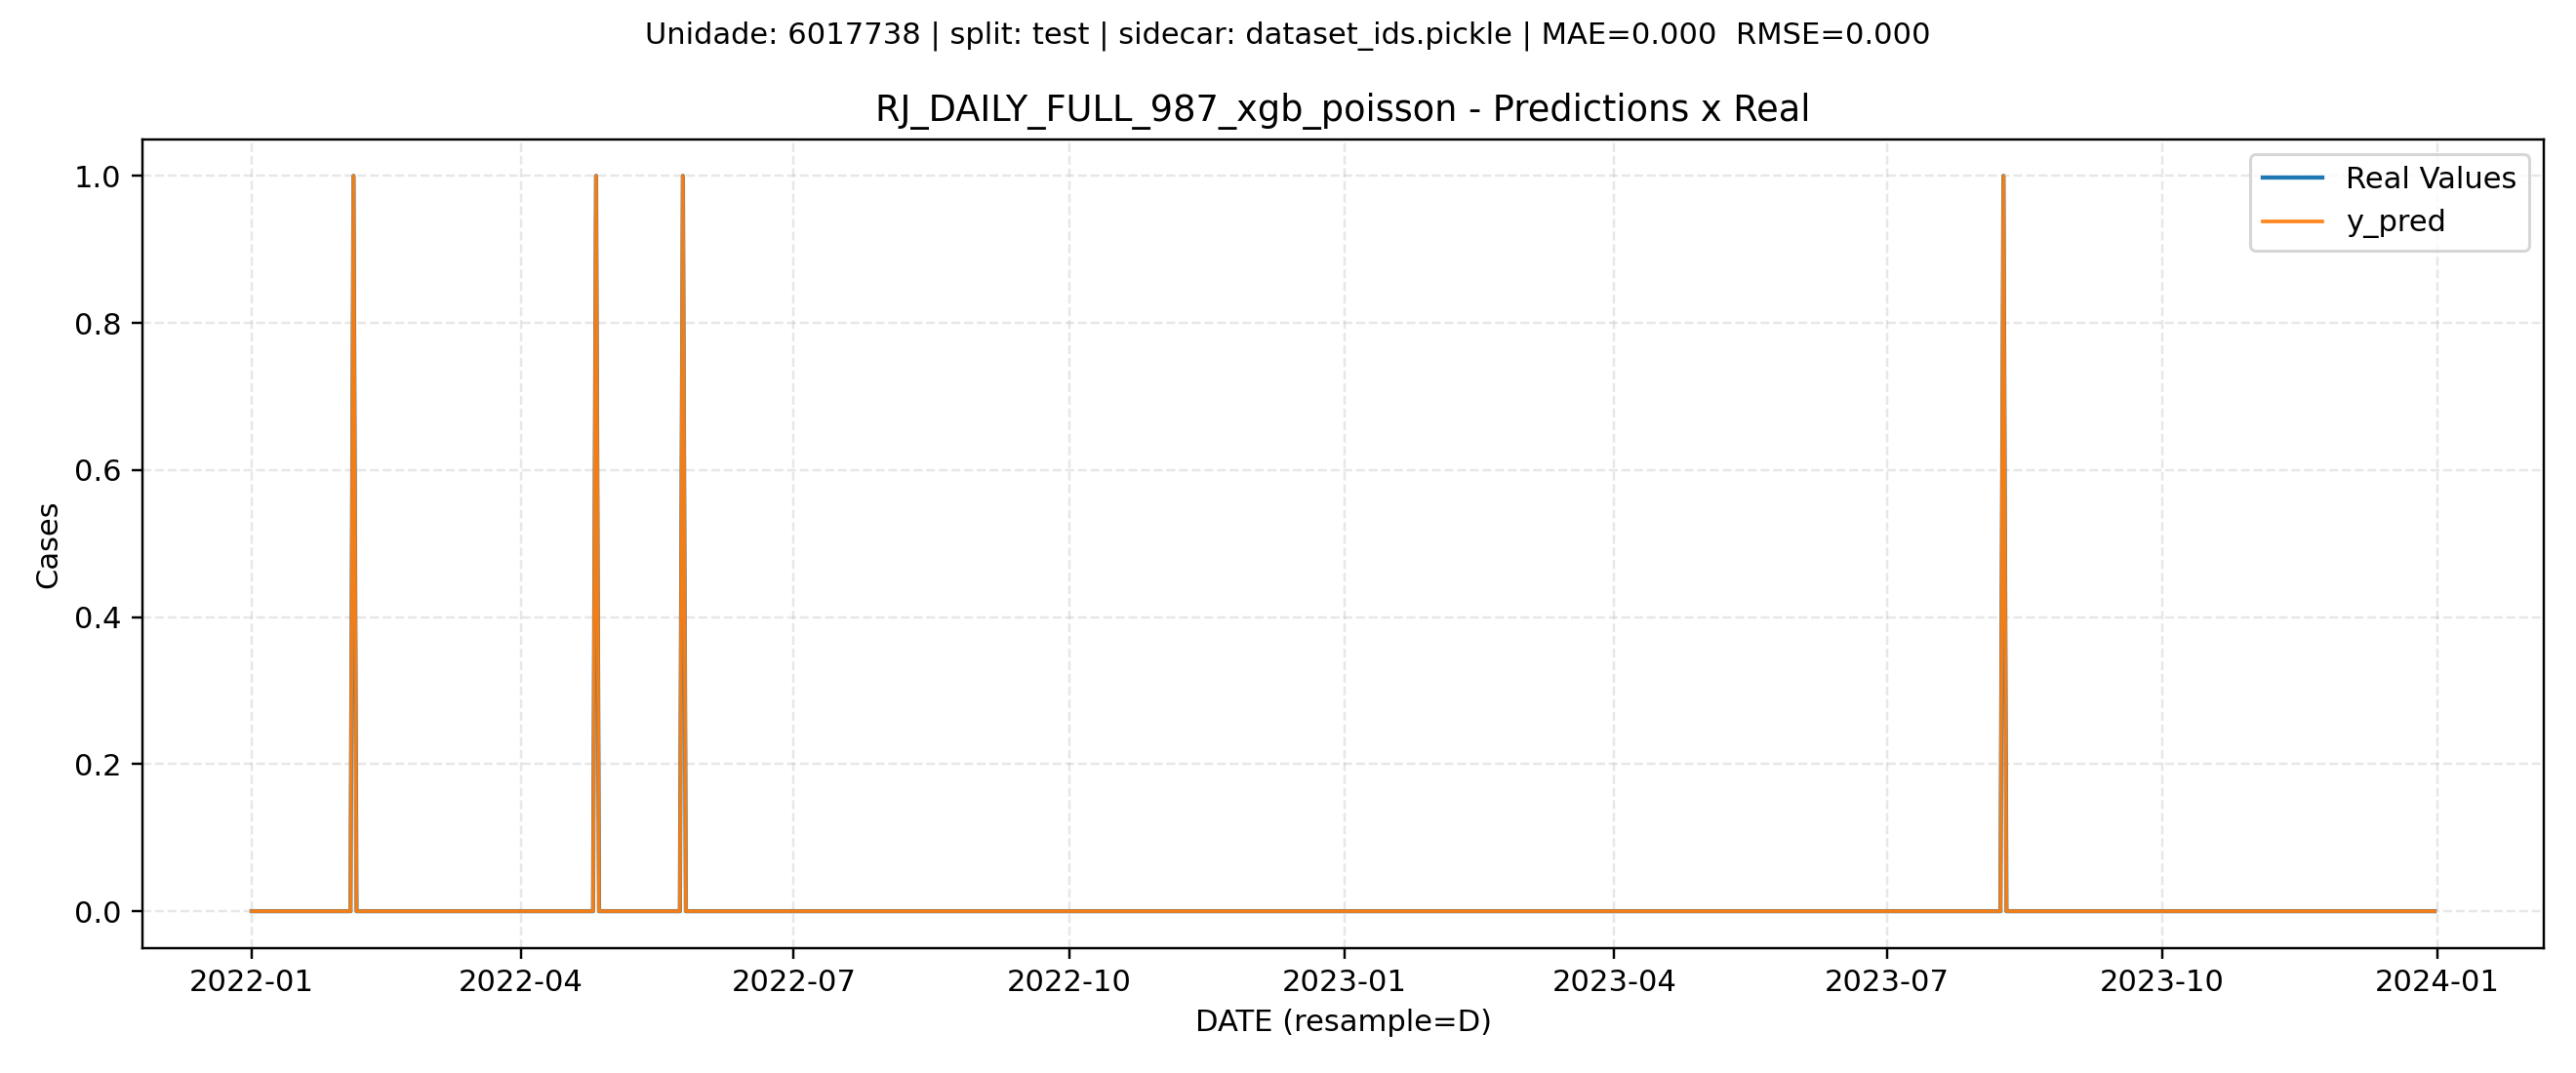 Unidade: 6017738 | split: test | sidecar: dataset_ids.pickle | MAE=0.000  RMSE=0.000
RJ_DAILY_FULL_987_xgb_poisson - Predictions x Real
Real Values
y_pred
Cases
1.0
0.8
0.6
0.4
0.2
0.0
2022-01 2022-04 2022-07 2022-10 2023-01 2023-04 2023-07 2023-10 2024-01
DATE (resample=D)